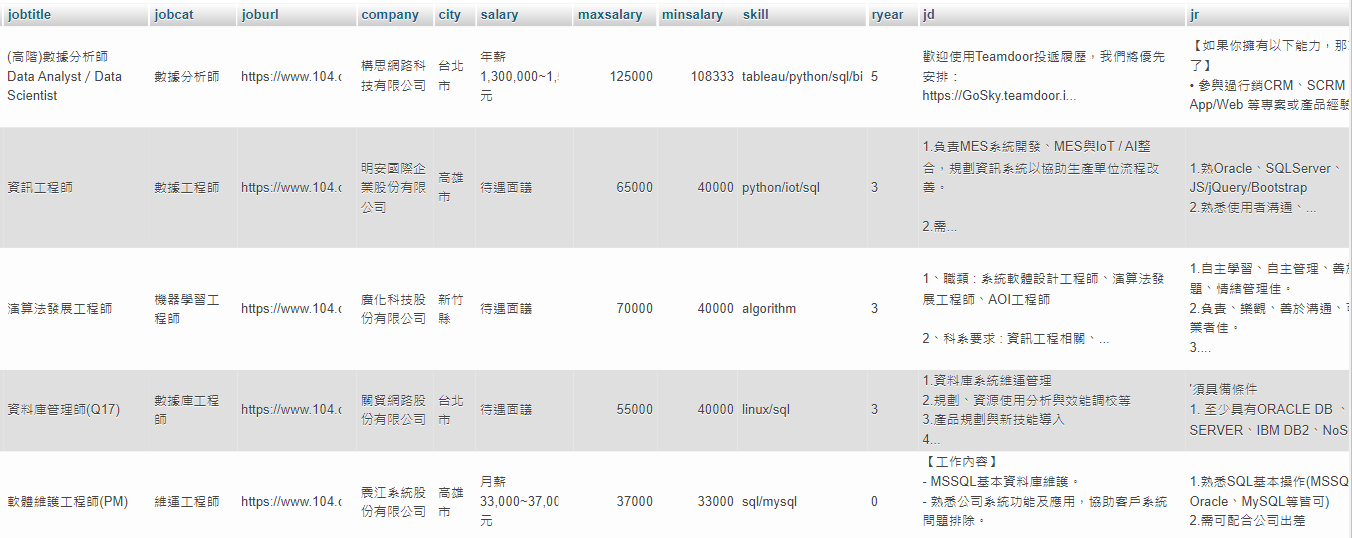 jobtitle jobcat joburl company city salary maxsalary minsalary skill ryear jd jr
(高階)數據分析師
Data Analyst / Data
Scientist
數據分析師
https://www.104.c
構思網路科
技有限公司
台北
市
年薪
1,300,000~1,5
元
125000
108333
tableau/python/sql/bi
5
歡迎使用Teamdoor投遞履歷，我們將優先
安排：
https://GoSky.teamdoor.i...
【如果你擁有以下能力，那
了】
• 參與過行銷CRM、SCRM
App/Web 等專案或產品經驗
資訊工程師
數據工程師
https://www.104.c
明安國際企
業股份有限
公司
高雄
市
待遇面議
65000
40000
python/iot/sql
3
1.負責MES系統開發、MES與IoT / AI整
合，規劃資訊系統以協助生產單位流程改
善。
2.需...
1.熟Oracle、SQLServer、
JS/jQuery/Bootstrap
2.熟悉使用者溝通、...
演算法發展工程師
機器學習工
程師
https://www.104.c
廣化科技股
份有限公司
新竹
縣
待遇面議
70000
40000
algorithm
3
1、職類 : 系統軟體設計工程師、演算法發
展工程師、AOI工程師
2、科系要求 : 資訊工程相關、...
1.自主學習、自主管理、善
題、情緒管理佳。
2.負責、樂觀、善於溝通、
業者佳。
3....
資料庫管理師(Q17)
數據庫工程
師
https://www.104.c
關貿網路股
份有限公司
台北
市
待遇面議
55000
40000
linux/sql
3
1.資料庫系統維運管理
2.規劃、資源使用分析與效能調校等
3.產品規劃與新技能導入
4...
'須具備條件
1. 至少具有ORACLE DB 、
SERVER、IBM DB2、NoS
軟體維護工程師(PM)
維運工程師
https://www.104.c
震江系統股
份有限公司
高雄
市
月薪
33,000~37,00
元
37000
33000
sql/mysql
0
【工作內容】
- MSSQL基本資料庫維護。
- 熟悉公司系統功能及應用，協助客戶系統
問題排除。
1.熟悉SQL基本操作(MSSQ
Oracle、MySQL等皆可)
2.需可配合公司出差